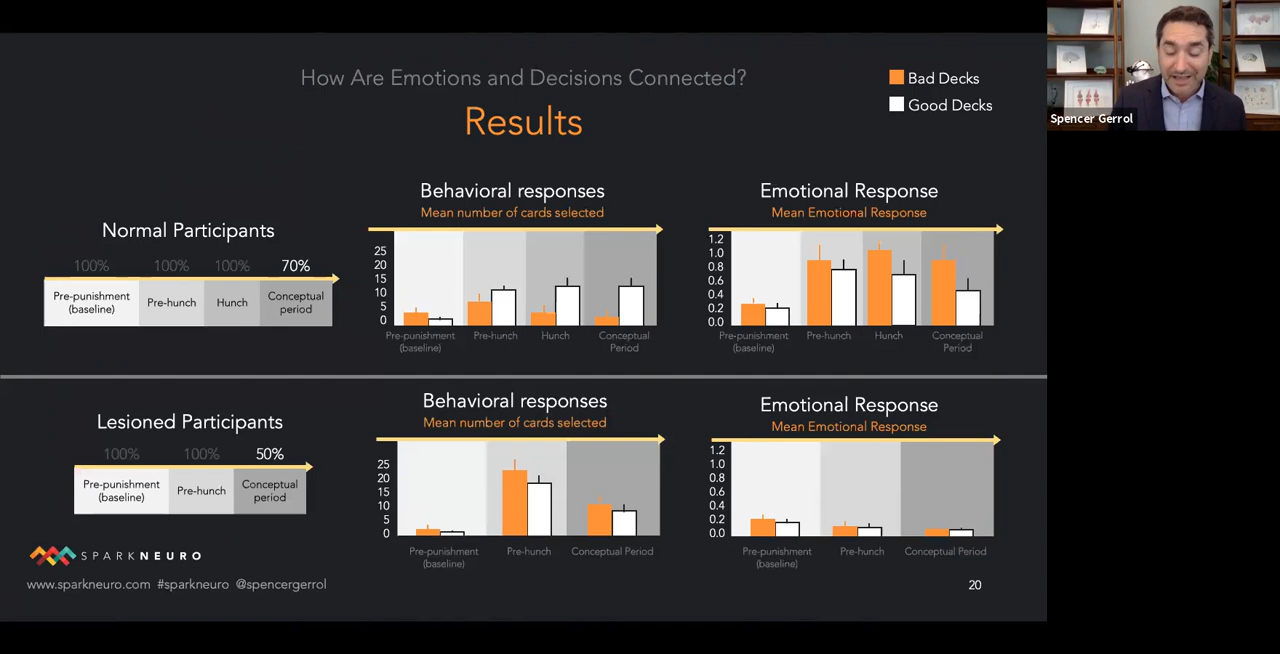 How Are Emotions and Decisions Connected?
Results
Bad Decks
Good Decks
Spencer Gerrol
Normal Participants
100% 100% 100% 70%
Pre-punishment (baseline)
Pre-hunch
Hunch
Conceptual period
Behavioral responses
Mean number of cards selected
25
20
15
10
5
0
Pre-punishment (baseline)
Pre-hunch
Hunch
Conceptual Period
Emotional Response
Mean Emotional Response
1.2
1.0
0.8
0.6
0.4
0.2
0.0
Pre-punishment (baseline)
Pre-hunch
Hunch
Conceptual Period
Lesioned Participants
100% 100% 50%
Pre-punishment (baseline)
Pre-hunch
Conceptual period
Behavioral responses
Mean number of cards selected
25
20
15
10
5
0
Pre-punishment (baseline)
Pre-hunch
Conceptual Period
Emotional Response
Mean Emotional Response
1.2
1.0
0.8
0.6
0.4
0.2
0.0
Pre-punishment (baseline)
Pre-hunch
Conceptual Period
SPARKNEURO
www.sparkneuro.com #sparkneuro @spencergerrol
20